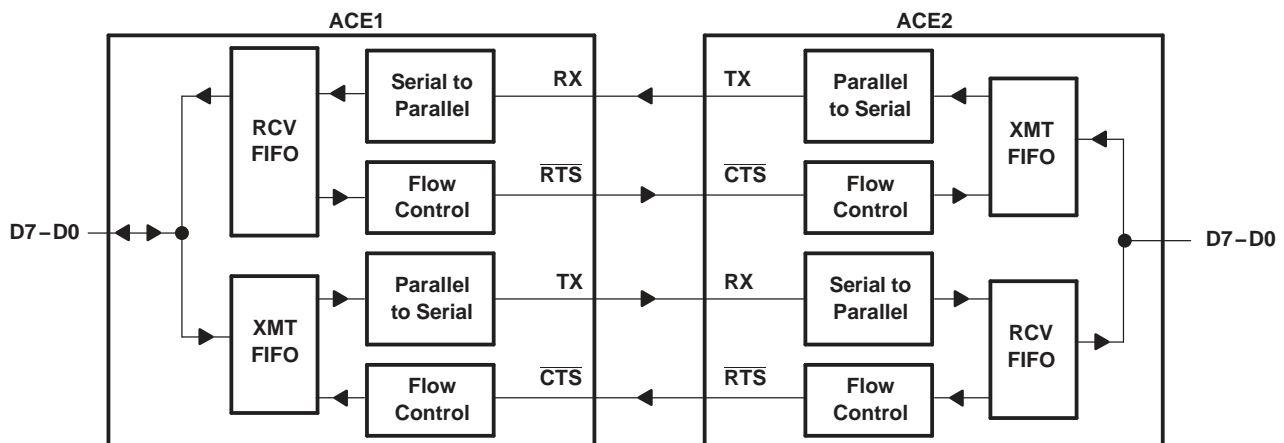 ACE1
ACE2
RCV
FIFO
Serial to
Parallel
RX
TX
Parallel
to Serial
XMT
FIFO
Flow
Control
RTS
CTS
Flow
Control
D7–D0
D7–D0
XMT
FIFO
Parallel
to Serial
TX
RX
Serial to
Parallel
RCV
FIFO
Flow
Control
CTS
RTS
Flow
Control